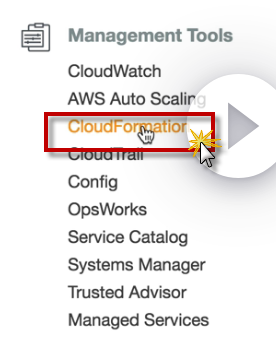 Management Tools
CloudWatch
AWS Auto Scaling
CloudFormation
CloudTrail
Config
OpsWorks
Service Catalog
Systems Manager
Trusted Advisor
Managed Services